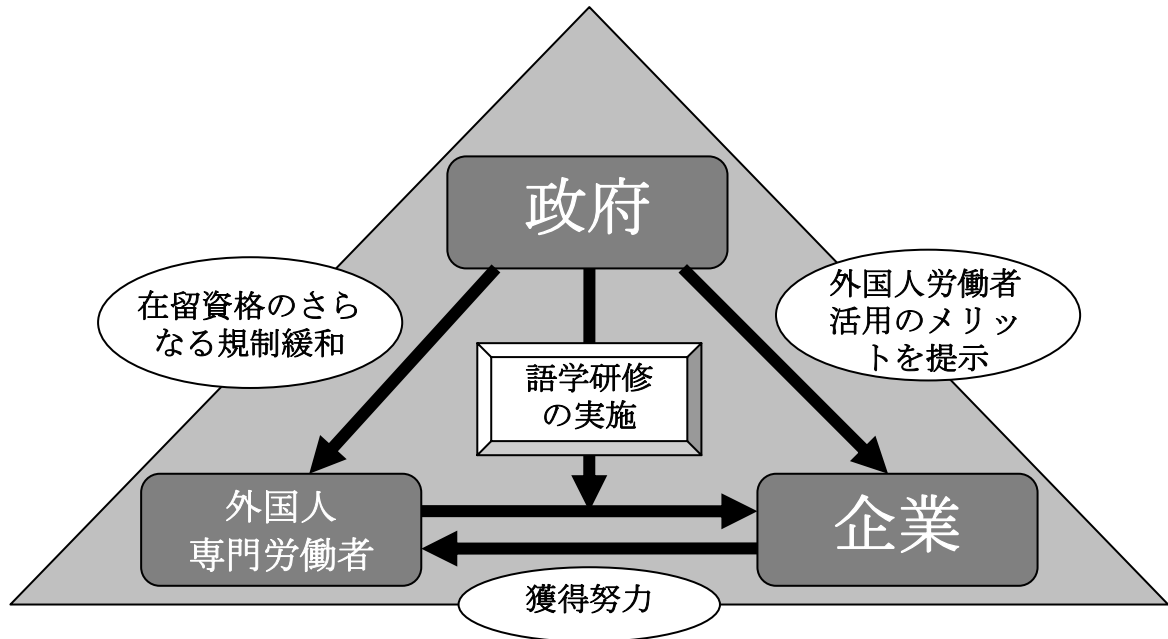 政府
在留資格のさら
なる規制緩和
外国人労働者
活用のメリッ
トを提示
語学研修
の実施
外国人
専門労働者
企業
獲得努力